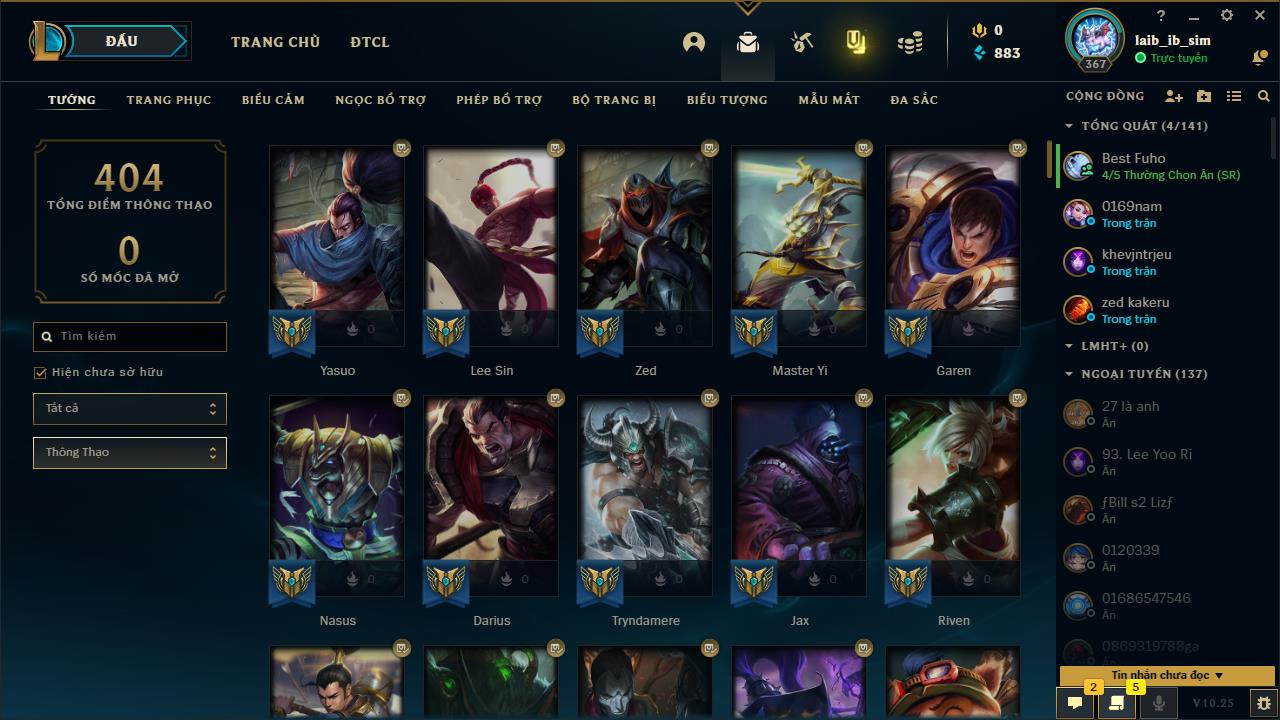 ĐẤU
TRANG CHỦ
ĐTCL
0
883
367
laib_ib_sim
Trực tuyến
TƯỚNG
TRANG PHỤC
BIỂU CẢM
NGỌC BỔ TRỢ
PHÉP BỔ TRỢ
BỘ TRANG BỊ
BIỂU TƯỢNG
MẪU MẮT
ĐA SẮC
404
TỔNG ĐIỂM THÔNG THẠO
0
SỐ MỐC ĐÃ MỞ
Tìm kiếm
Hiện chưa sở hữu
Tất cả
Thông Thạo
0
0
0
0
0
Yasuo
Lee Sin
Zed
Master Yi
Garen
0
0
0
0
0
Nasus
Darius
Tryndamere
Jax
Riven
CỘNG ĐỒNG
TỔNG QUÁT (4/141)
Best Fuho
4/5 Thường Chọn Ẩn (SR)
0169nam
Trong trận
khevjntrjeu
Trong trận
zed kakeru
Trong trận
LMHT+ (0)
NGOẠI TUYẾN (137)
27 là anh
Ẩn
93. Lee Yoo Ri
Ẩn
ƒBill s2 Lizƒ
Ẩn
0120339
Ẩn
01686547546
Ẩn
0869319788ga
Ẩn
Tin nhắn chưa đọc
2
5
V10.25